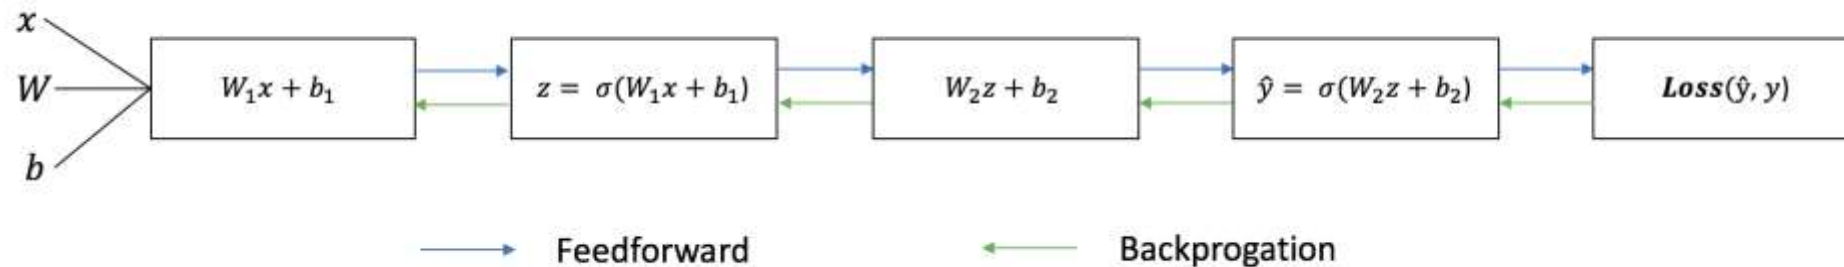 x
W
b
W₁x + b₁
z = σ(W₁x + b₁)
W₂z + b₂
ŷ = σ(W₂z + b₂)
Loss(ŷ, y)
Feedforward
Backprogation